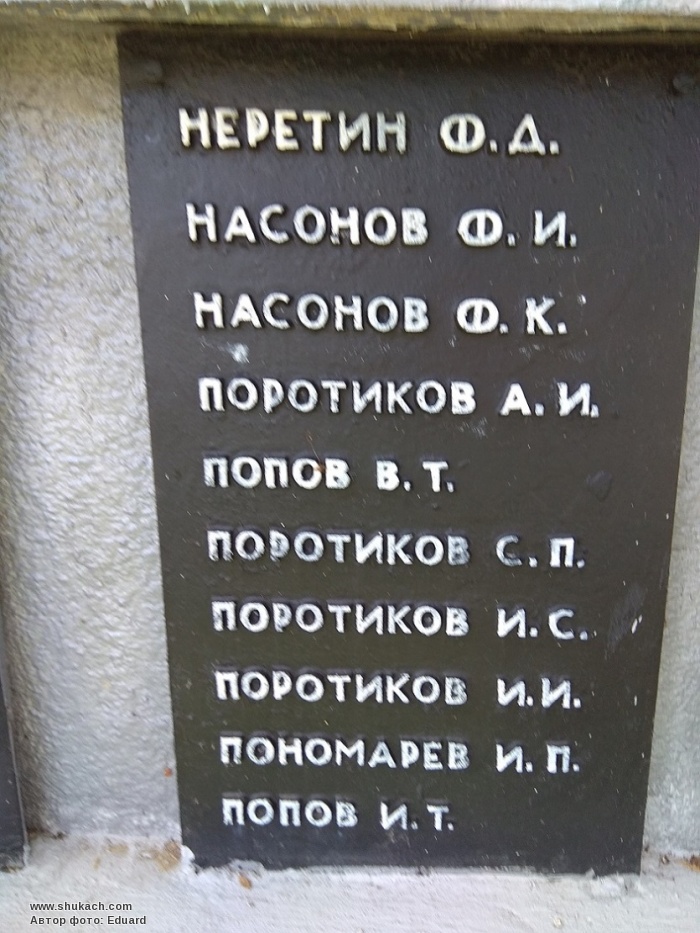 НЕРЕТИН Ф.Д.
НАСОНОВ Ф.И.
НАСОНОВ Ф.К.
ПОРОТИКОВ А.И.
ПОПОВ В.Т.
ПОРОТИКОВ С.П.
ПОРОТИКОВ И.С.
ПОРОТИКОВ И.И.
ПОНОМАРЕВ И.П.
ПОПОВ И.Т.
www.shukach.com
Автор фото: Eduard